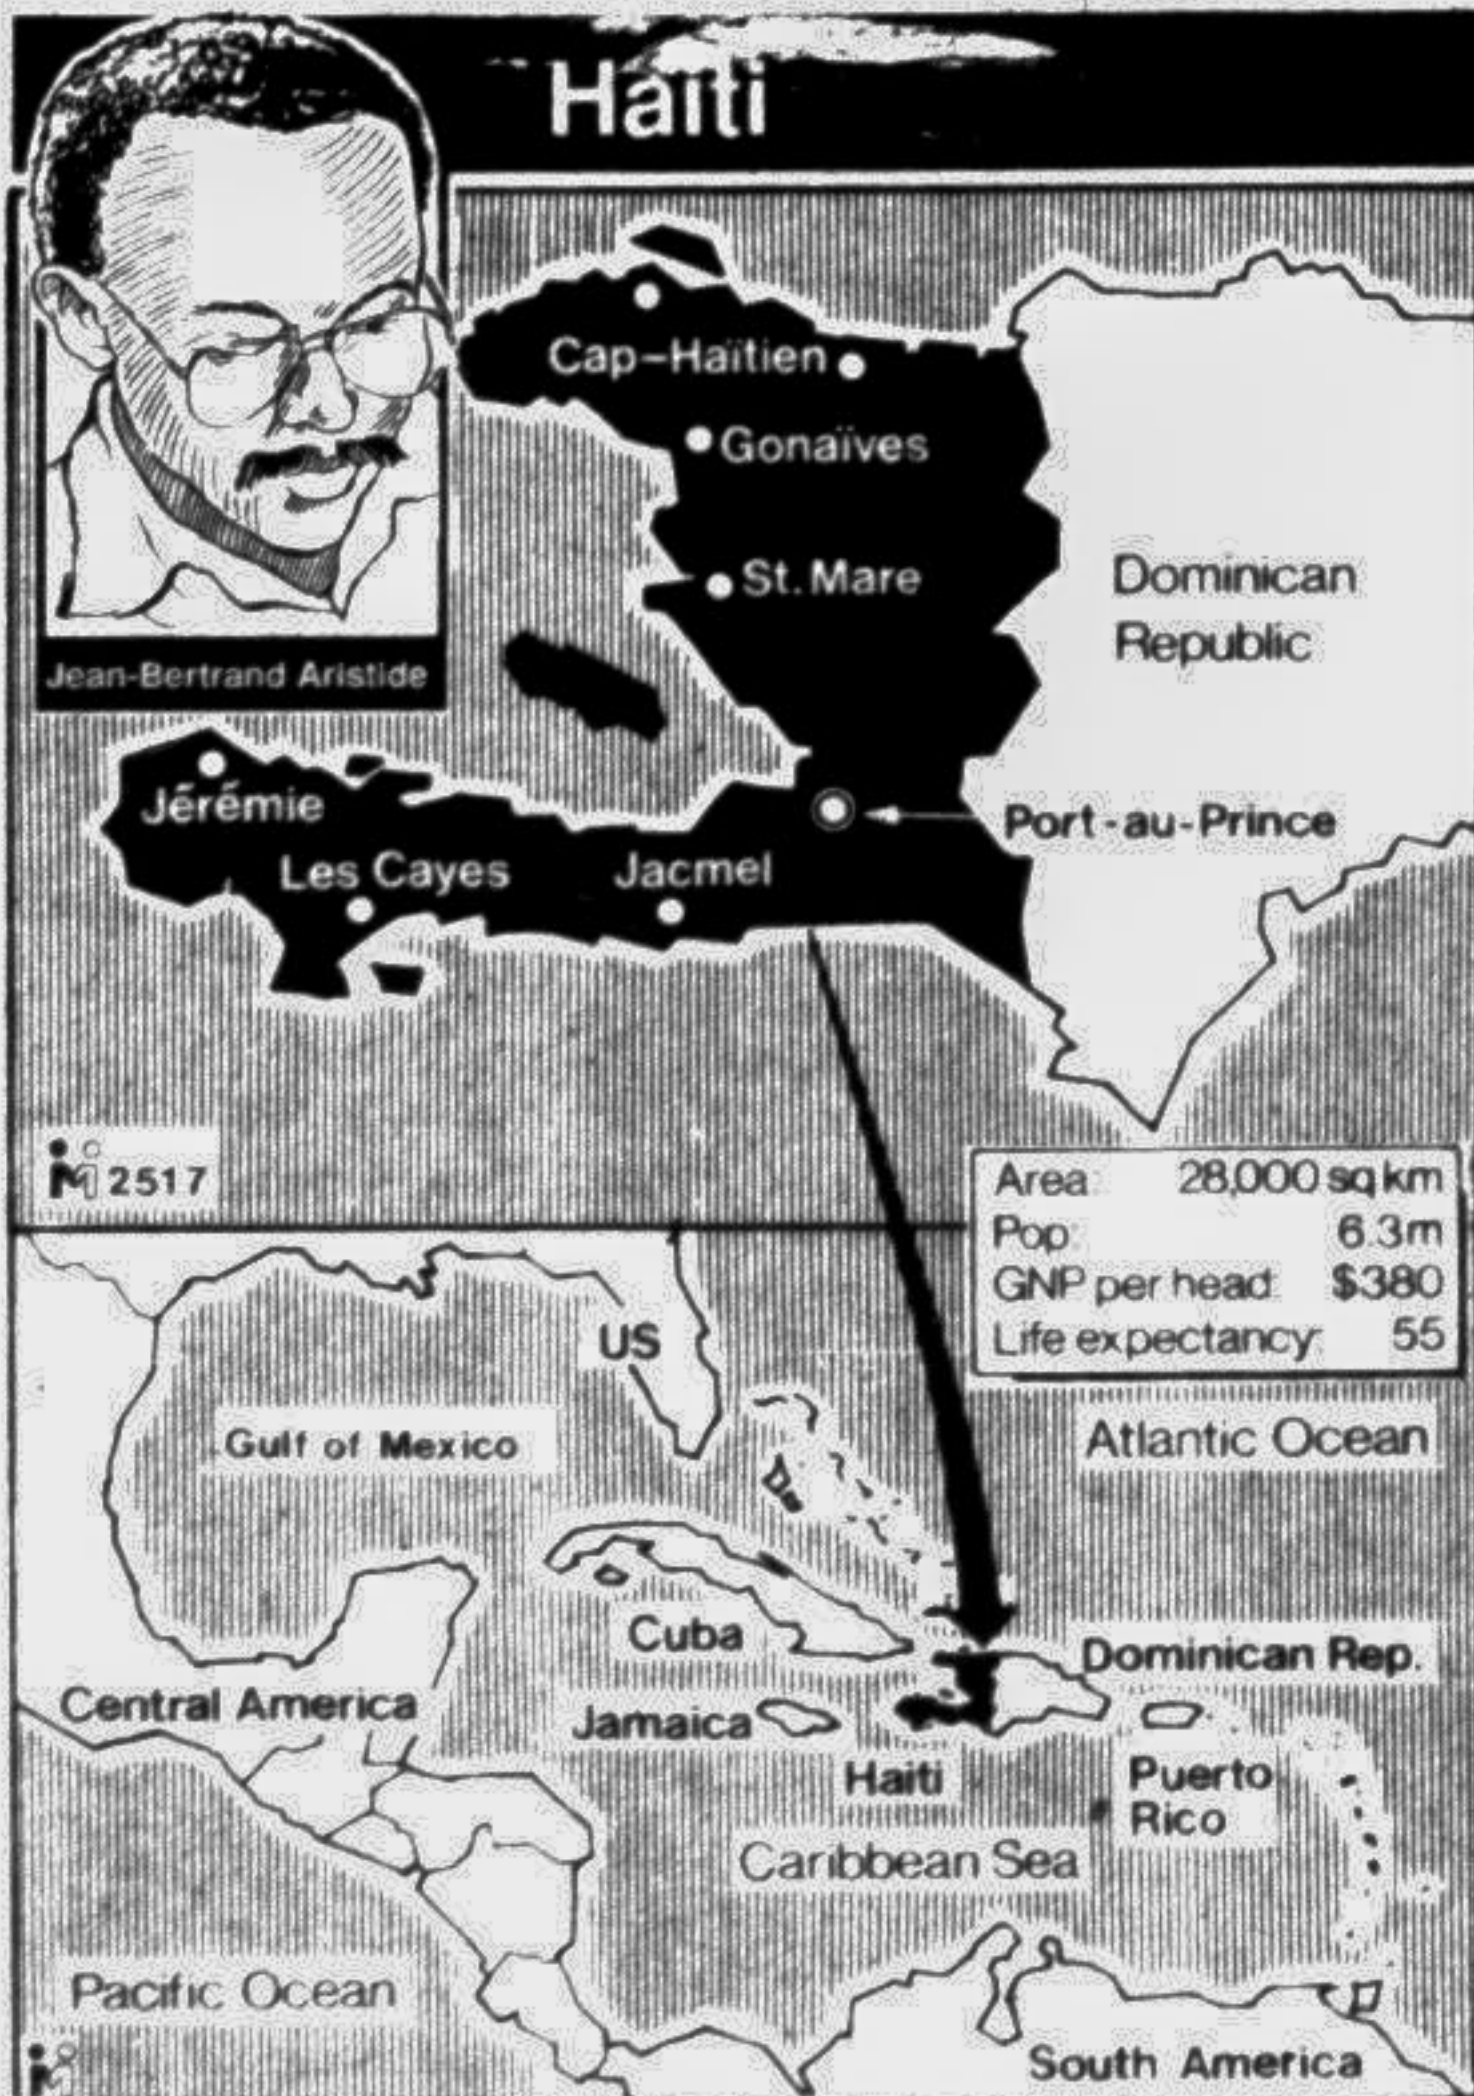 Haiti
Cap-Haïtien
Gonaïves
St. Mare
Dominican
Republic
Jean-Bertrand Aristide
Jérémie
Port-au-Prince
Les Cayes
Jacmel
2517
Area: 28,000 sq km
Pop: 6.3m
GNP per head: $380
Life expectancy: 55
US
Gulf of Mexico
Atlantic Ocean
Cuba
Dominican Rep.
Central America
Jamaica
Haiti
Puerto
Rico
Caribbean Sea
Pacific Ocean
South America